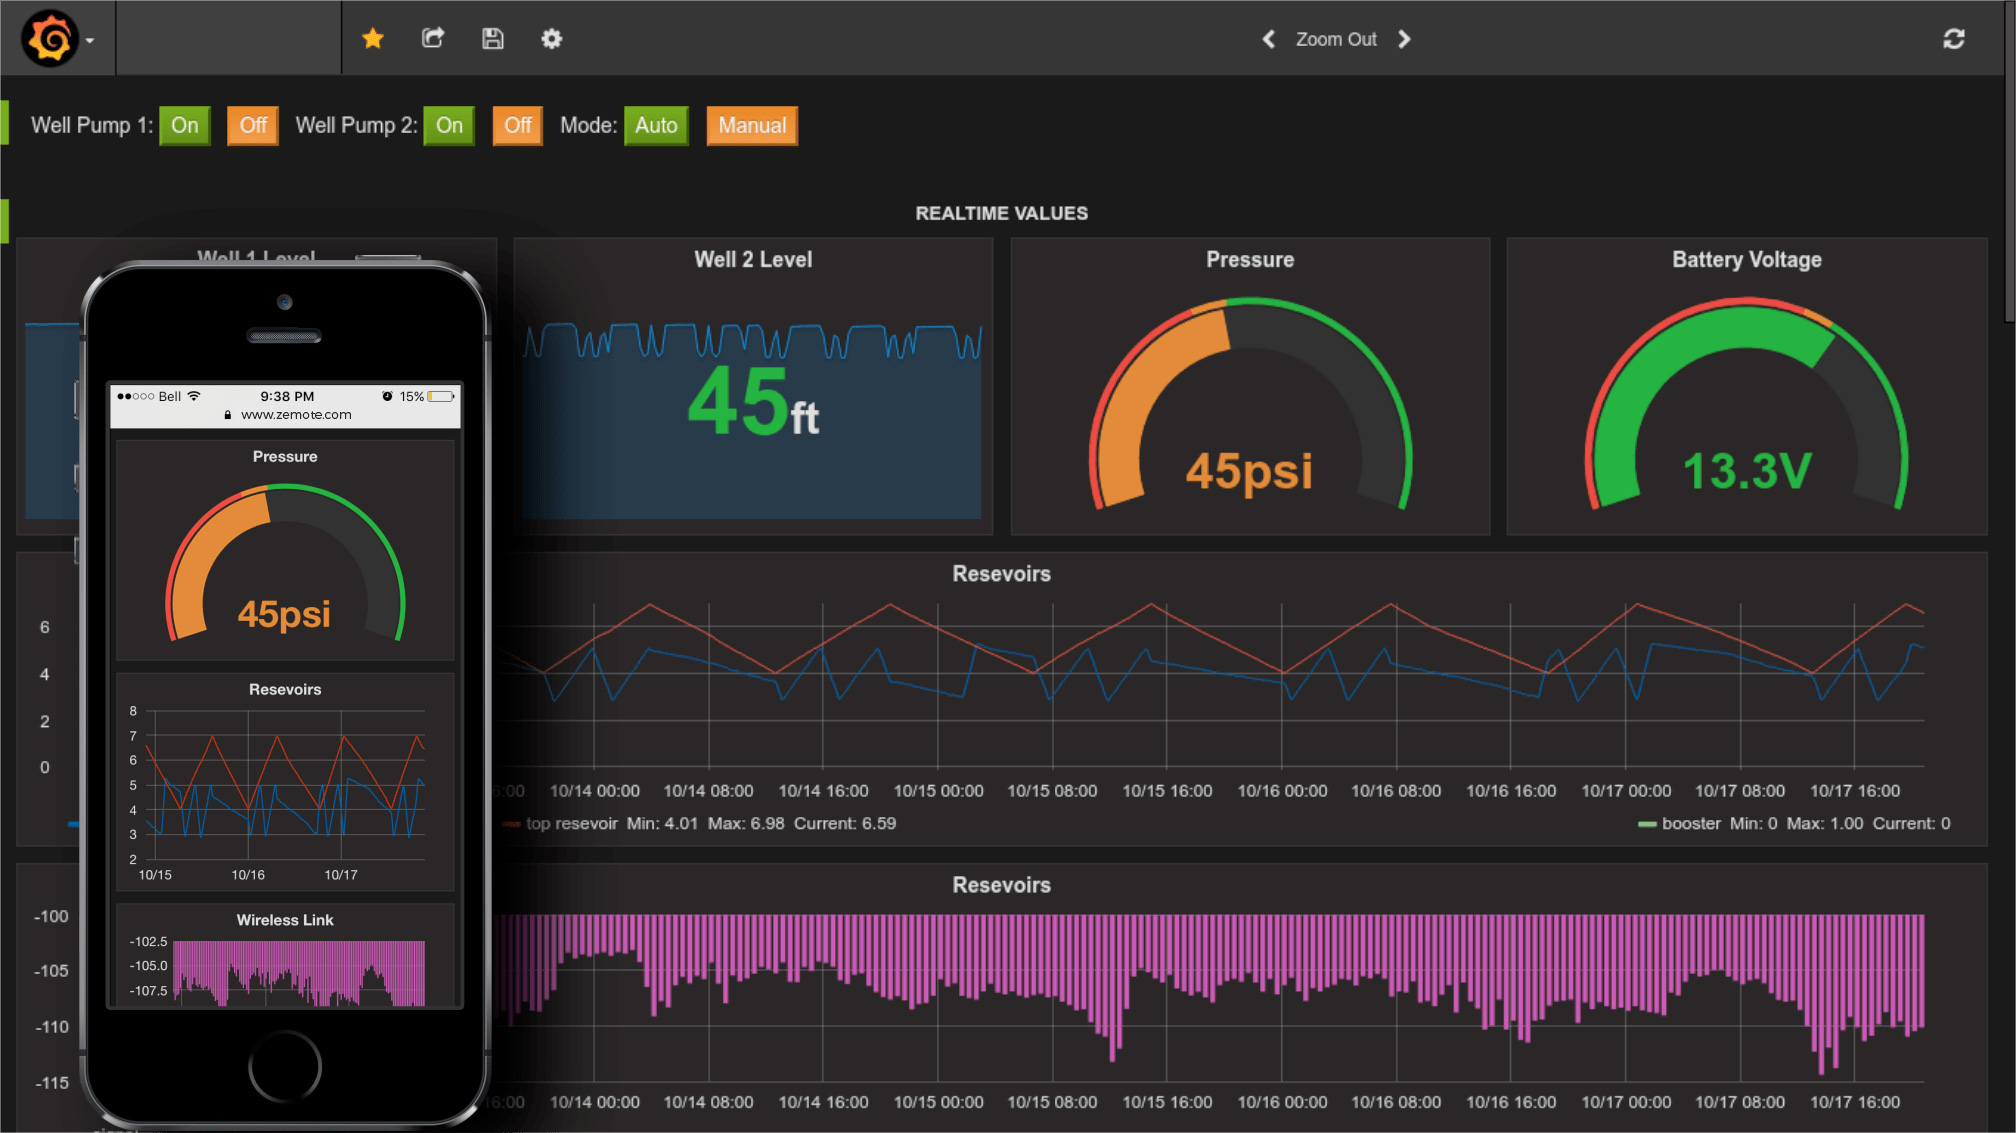 Zoom Out
Well Pump 1: On Off Well Pump 2: On Off Mode: Auto Manual
REALTIME VALUES
Well 1 Level
Well 2 Level
45ft
Pressure
45psi
Battery Voltage
13.3V
Resevoirs
6
4
2
0
6:00 10/14 00:00 10/14 08:00 10/14 16:00 10/15 00:00 10/15 08:00 10/15 16:00 10/16 00:00 10/16 08:00 10/16 16:00 10/17 00:00 10/17 08:00 10/17 16:00
top resevoir Min: 4.01 Max: 6.98 Current: 6.59
booster Min: 0 Max: 1.00 Current: 0
Resevoirs
-100
-105
-110
-115
16:00 10/14 00:00 10/14 08:00 10/14 16:00 10/15 00:00 10/15 08:00 10/15 16:00 10/16 00:00 10/16 08:00 10/16 16:00 10/17 00:00 10/17 08:00 10/17 16:00
Bell 9:38 PM 15%
www.zemote.com
Pressure
45psi
Resevoirs
8
7
6
5
4
3
2
10/15 10/16 10/17
Wireless Link
-102.5
-105.0
-107.5